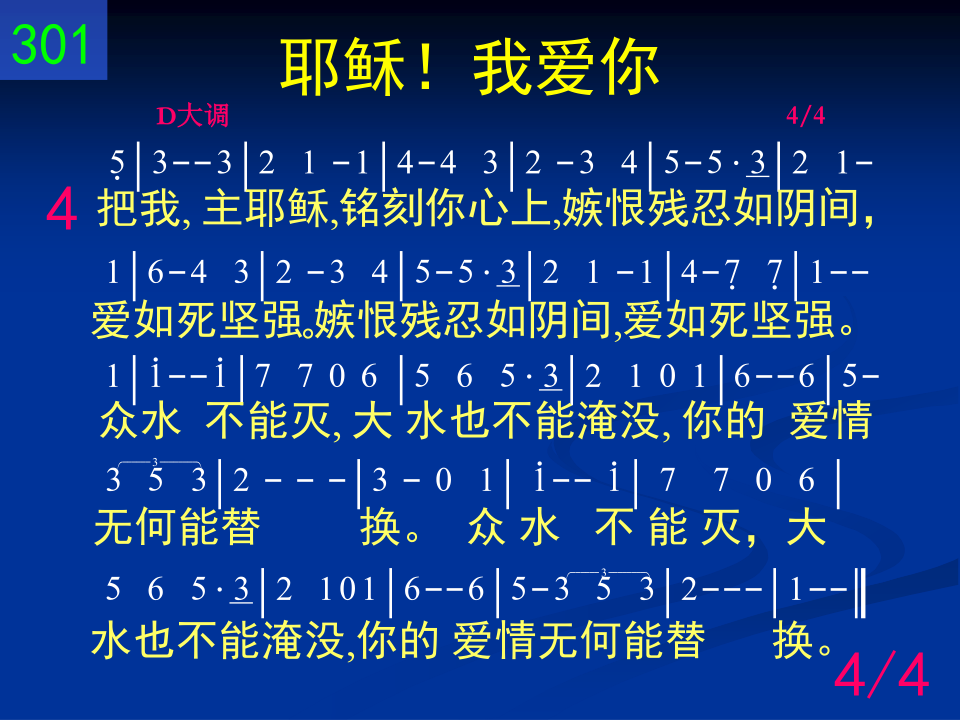 301
耶稣！我爱你
D大调 4/4
5̣|3--3|2 1 -1|4-4 3|2 -3 4|5-5·3|2 1-
4 把我, 主耶稣,铭刻你心上,嫉恨残忍如阴间，
1|6-4 3|2 -3 4|5-5·3|2 1 -1|4-7̣ 7̣|1--
爱如死坚强。嫉恨残忍如阴间,爱如死坚强。
1|i--i|7 7 0 6|5 6 5·3|2 1 0 1|6--6|5-
众水 不能灭, 大 水也不能淹没, 你的 爱情
3
3 5 3|2 - - -|3 - 0 1| i-- i| 7 7 0 6|
无何能替 换。 众 水 不 能 灭，大
3
5 6 5·3|2 101|6--6|5-3 5 3|2---|1--‖
水也不能淹没,你的 爱情无何能替 换。
4/4